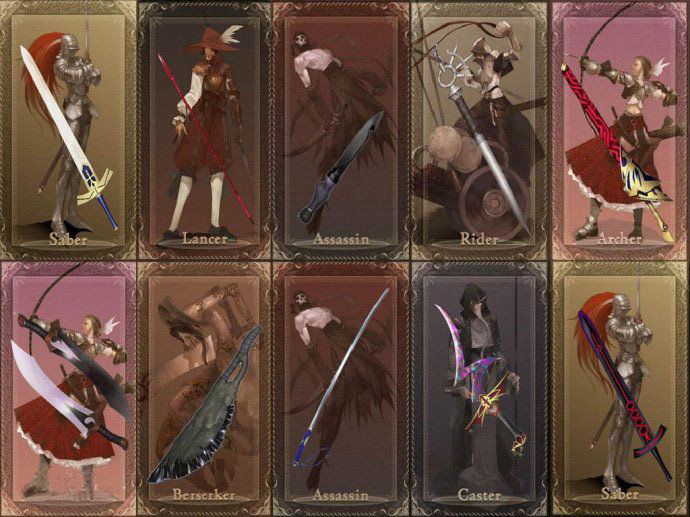 Saber
Lancer
Assassin
Rider
Archer
Berserker
Assassin
Caster
Saber